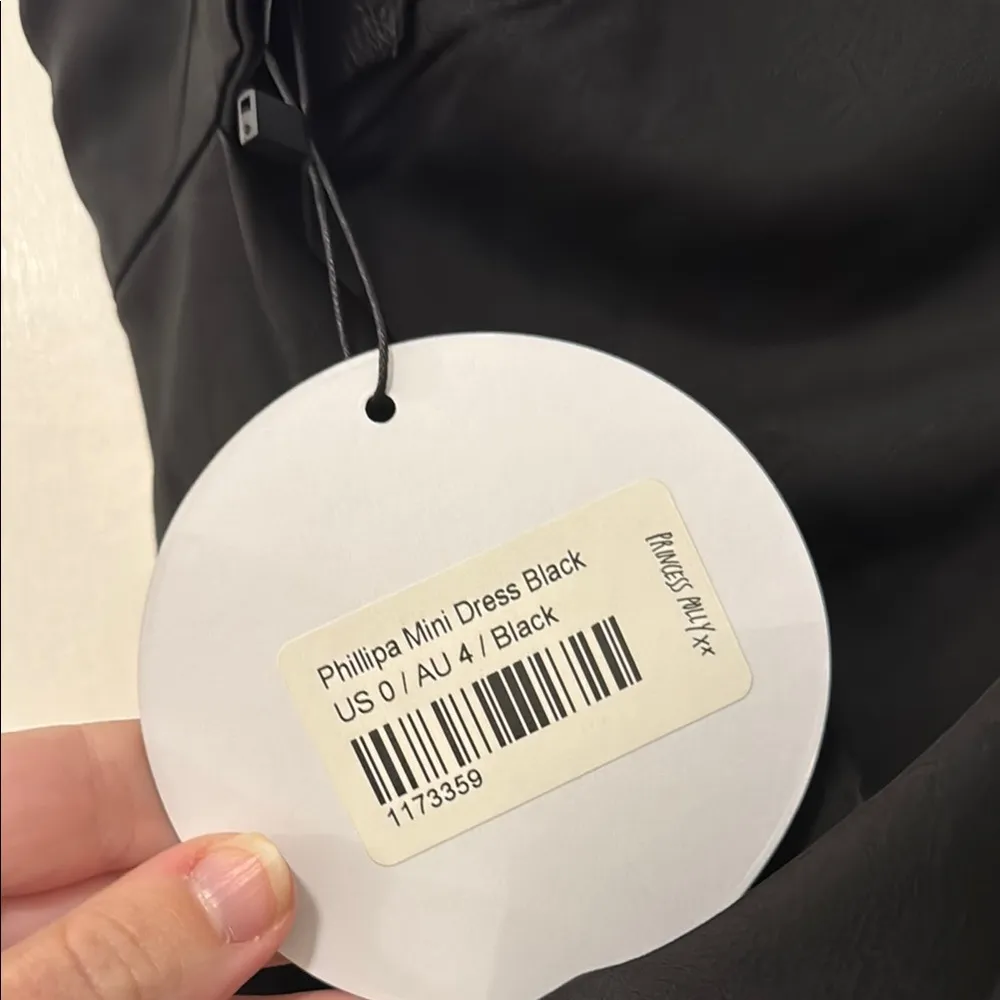 Phillipa Mini Dress Black
US 0 / AU 4 / Black
1173359
PRINCESS POLLY xx